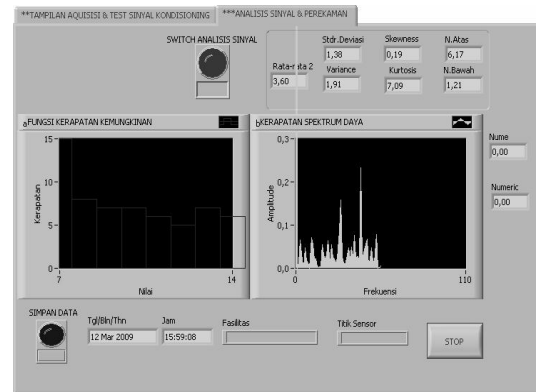 **TAMPILAN AQUISISI & TEST SINYAL KONDISIONING
***ANALISIS SINYAL & PEREKAMAN
SWITCH ANALISIS SINYAL
Rata-rata 2
3,60
Stdr.Deviasi
1,38
Skewness
0,19
N.Atas
6,17
Variance
1,91
Kurtosis
7,09
N.Bawah
1,21
a FUNGSI KERAPATAN KEMUNGKINAN
15-
10-
5-
0-
Kerapatan
7
14
Nilai
b KERAPATAN SPEKTRUM DAYA
0,3-
0,2-
0,1-
0,0-
Amplitude
0
110
Frekuensi
Nume
0,00
Numeric
0,00
SIMPAN DATA
Tgl/Bln/Thn
12 Mar 2009
Jam
15:59:08
Fasilitas
Titik Sensor
STOP